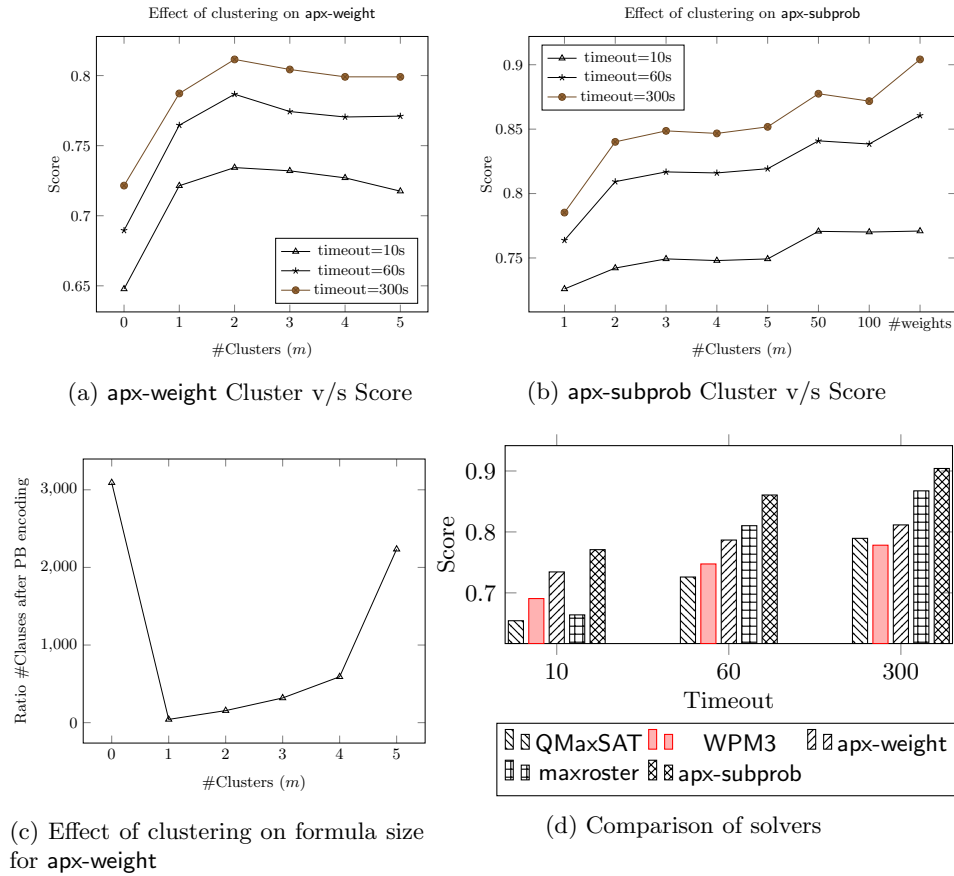 Effect of clustering on apx-weight
0.8
0.75
0.7
0.65
Score
timeout=10s
timeout=60s
timeout=300s
0 1 2 3 4 5
#Clusters (m)
(a) apx-weight Cluster v/s Score
Effect of clustering on apx-subprob
0.9
0.85
0.8
0.75
Score
timeout=10s
timeout=60s
timeout=300s
1 2 3 4 5 50 100 #weights
#Clusters (m)
(b) apx-subprob Cluster v/s Score
3,000
2,000
1,000
0
Ratio #Clauses after PB encoding
0 1 2 3 4 5
#Clusters (m)
(c) Effect of clustering on formula size
for apx-weight
0.9
0.8
0.7
Score
10 60 300
Timeout
QMaxSAT WPM3 apx-weight
maxroster apx-subprob
(d) Comparison of solvers